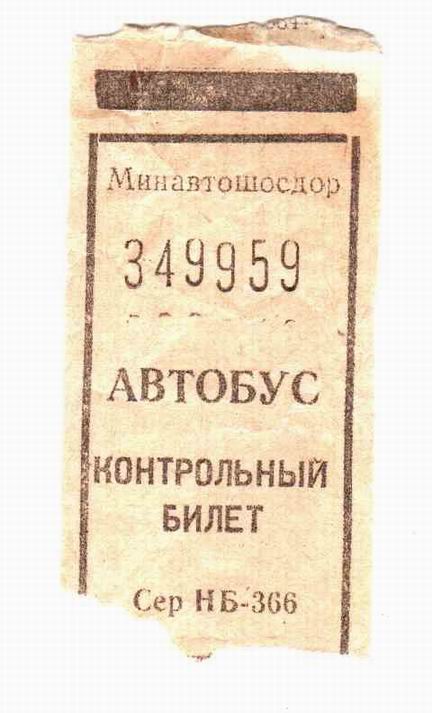 Минавтошосдор
349959
АВТОБУС
КОНТРОЛЬНЫЙ
БИЛЕТ
Сер НБ-366